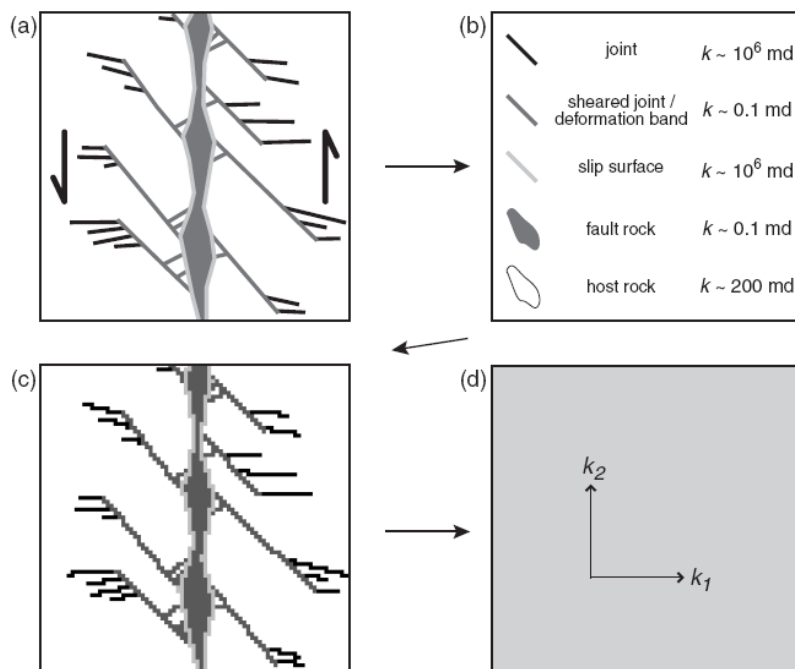 (a)
(b)
joint k ~ 10⁶ md
sheared joint /
deformation band k ~ 0.1 md
slip surface k ~ 10⁶ md
fault rock k ~ 0.1 md
host rock k ~ 200 md
(c)
(d)
k₂
k₁